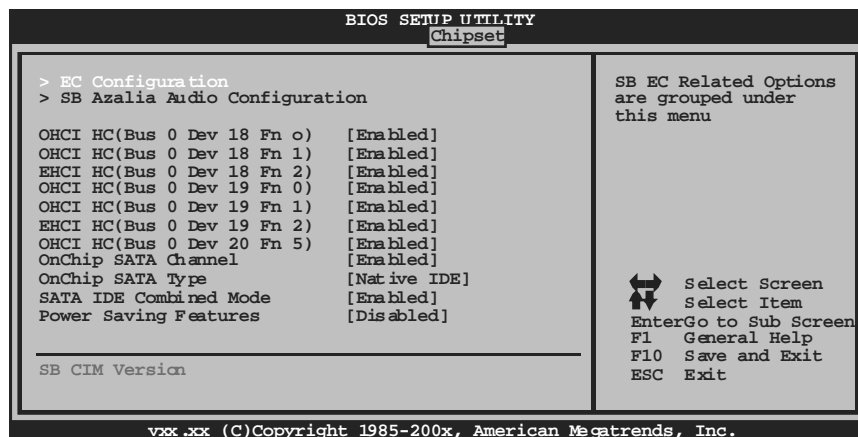 BIOS SETUP UTILITY
Chipset
> EC Configuration
> SB Azalia Audio Configuration
OHCI HC(Bus 0 Dev 18 Fn o) [Enabled]
OHCI HC(Bus 0 Dev 18 Fn 1) [Enabled]
EHCI HC(Bus 0 Dev 18 Fn 2) [Enabled]
OHCI HC(Bus 0 Dev 19 Fn 0) [Enabled]
OHCI HC(Bus 0 Dev 19 Fn 1) [Enabled]
EHCI HC(Bus 0 Dev 19 Fn 2) [Enabled]
OHCI HC(Bus 0 Dev 20 Fn 5) [Enabled]
OnChip SATA Channel [Enabled]
OnChip SATA Type [Native IDE]
SATA IDE Combined Mode [Enabled]
Power Saving Features [Disabled]
SB CIM Version
SB EC Related Options
are grouped under
this menu
Select Screen
Select Item
EnterGo to Sub Screen
F1 General Help
F10 Save and Exit
ESC Exit
vxx.xx (C)Copyright 1985-200x, American Megatrends, Inc.